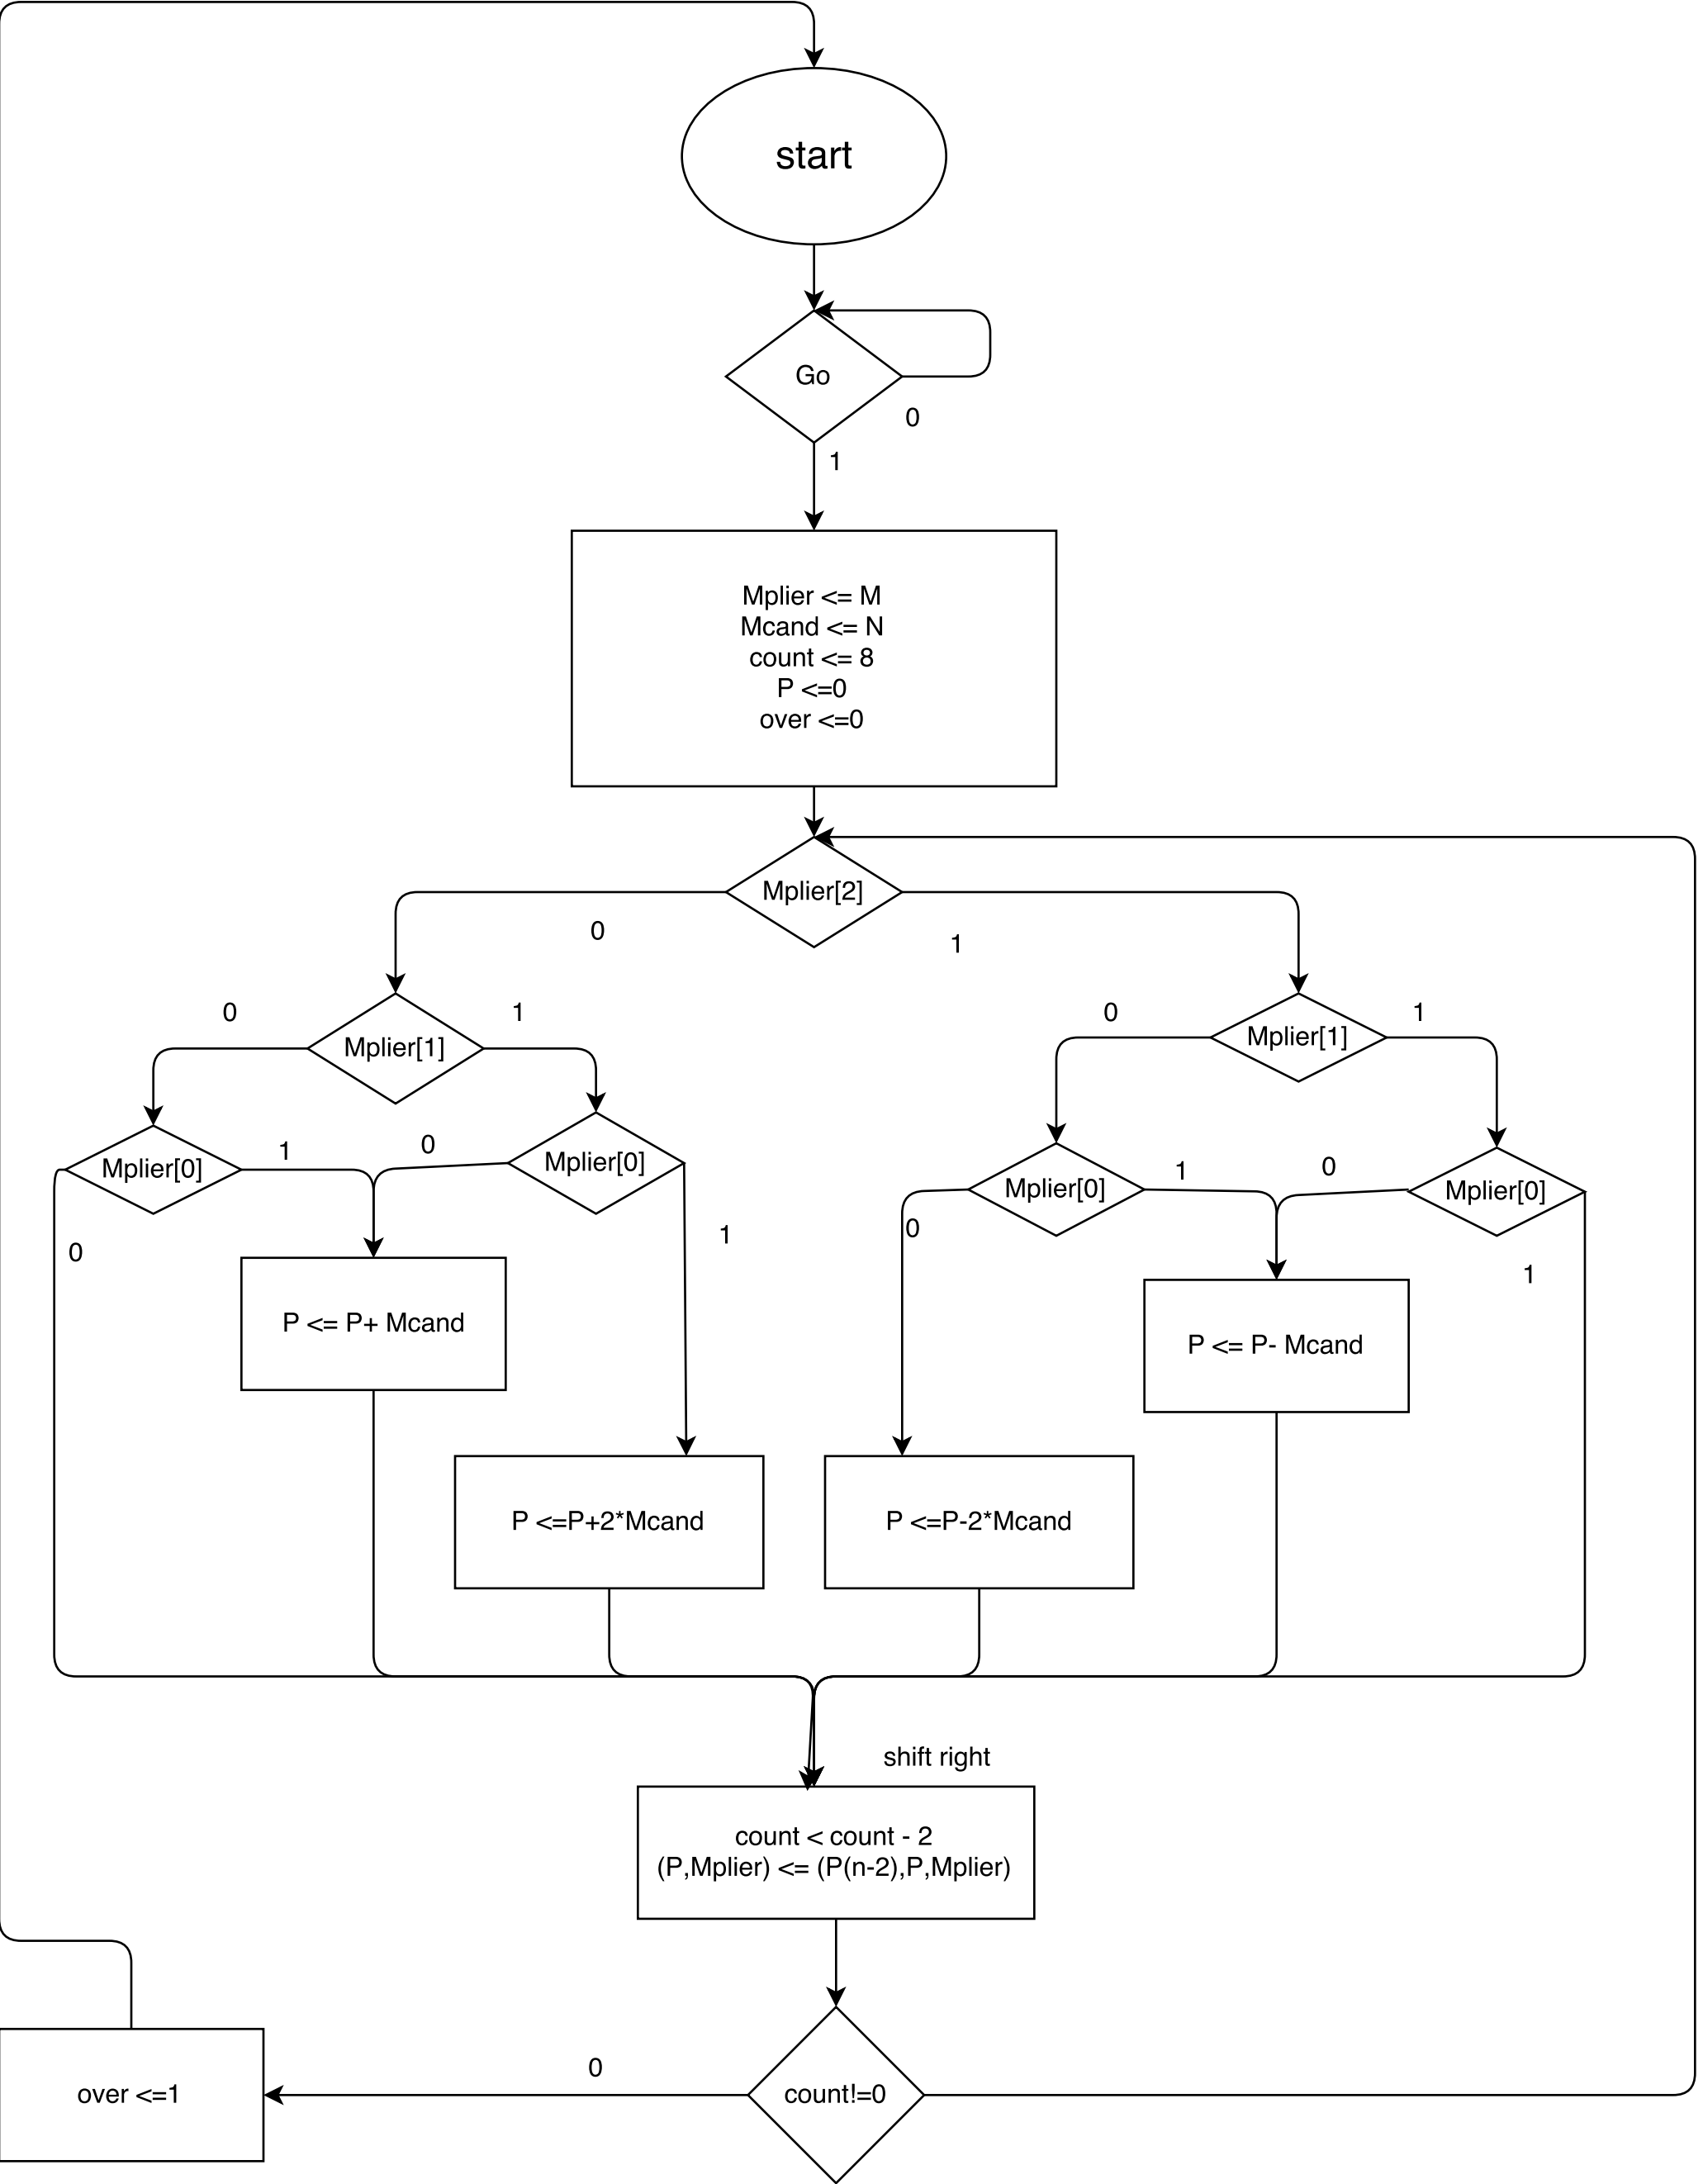 start
Go
0
1
Mplier <= M
Mcand <= N
count <= 8
P <=0
over <=0
Mplier[2]
0
1
0
1
0
1
Mplier[1]
Mplier[1]
Mplier[0]
1
0
Mplier[0]
Mplier[0]
1
0
Mplier[0]
0
1
0
1
P <= P+ Mcand
P <= P- Mcand
P <=P+2*Mcand
P <=P-2*Mcand
shift right
count < count - 2
(P,Mplier) <= (P(n-2),P,Mplier)
0
over <=1
count!=0